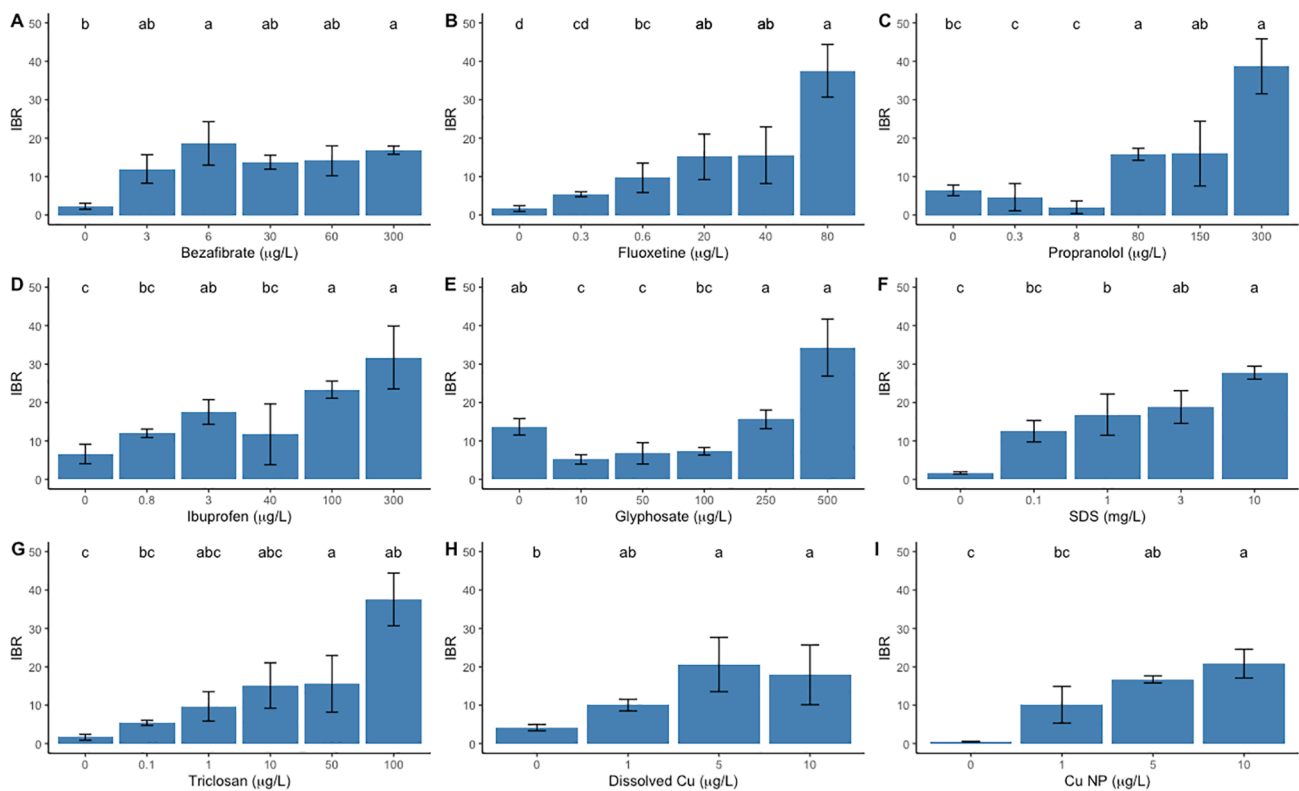 A b ab a ab ab a
50
40
30
20
10
0
IBR
0 3 6 30 60 300
Bezafibrate (µg/L)
B d cd bc ab ab a
50
40
30
20
10
0
IBR
0 0.3 0.6 20 40 80
Fluoxetine (µg/L)
C bc c c a ab a
50
40
30
20
10
0
IBR
0 0.3 8 80 150 300
Propranolol (µg/L)
D c bc ab bc a a
50
40
30
20
10
0
IBR
0 0.8 3 40 100 300
Ibuprofen (µg/L)
E ab c c bc a a
50
40
30
20
10
0
IBR
0 10 50 100 250 500
Glyphosate (µg/L)
F c bc b ab a
50
40
30
20
10
0
IBR
0 0.1 1 3 10
SDS (mg/L)
G c bc abc abc a ab
50
40
30
20
10
0
IBR
0 0.1 1 10 50 100
Triclosan (µg/L)
H b ab a a
50
40
30
20
10
0
IBR
0 1 5 10
Dissolved Cu (µg/L)
I c bc ab a
50
40
30
20
10
0
IBR
0 1 5 10
Cu NP (µg/L)